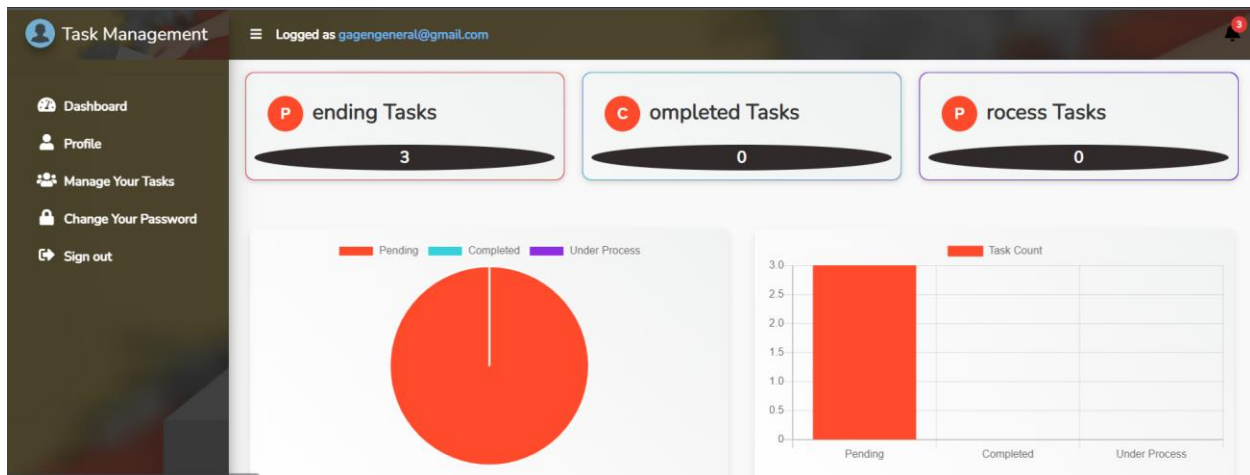 Task Management
Logged as gagengeneral@gmail.com
3
Dashboard
Profile
Manage Your Tasks
Change Your Password
Sign out
P ending Tasks
3
C ompleted Tasks
0
P rocess Tasks
0
Pending Completed Under Process
Task Count
3.0
2.5
2.0
1.5
1.0
0.5
0
Pending Completed Under Process